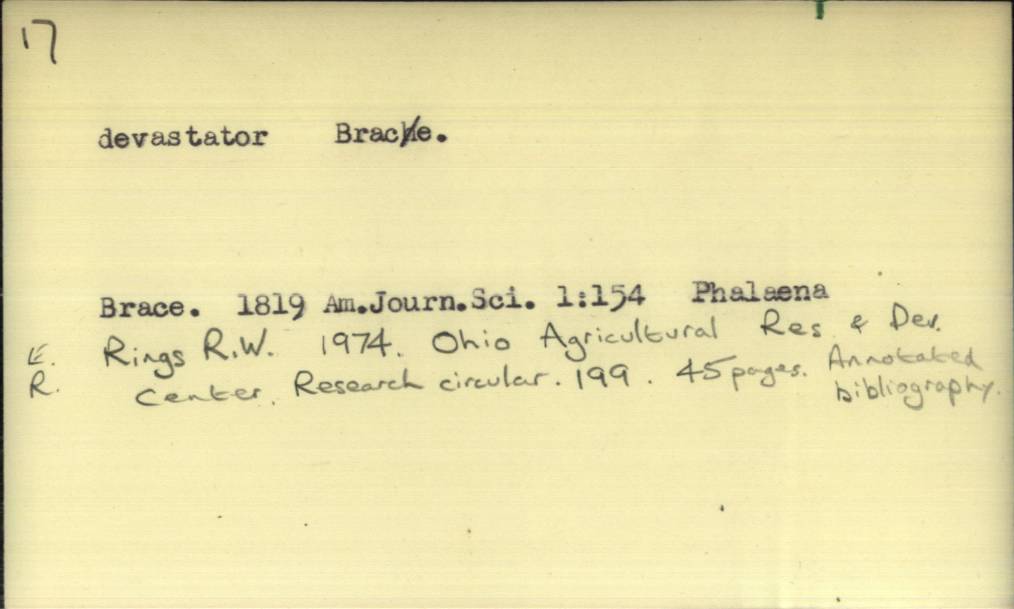 17
devastator Brace.
Brace. 1819 Am.Journ.Sci. 1:154 Phalaena
E. Rings R.W. 1974. Ohio Agricultural Res & Dev.
R. Center. Research circular. 199. 45 pages. Annotated
bibliography.